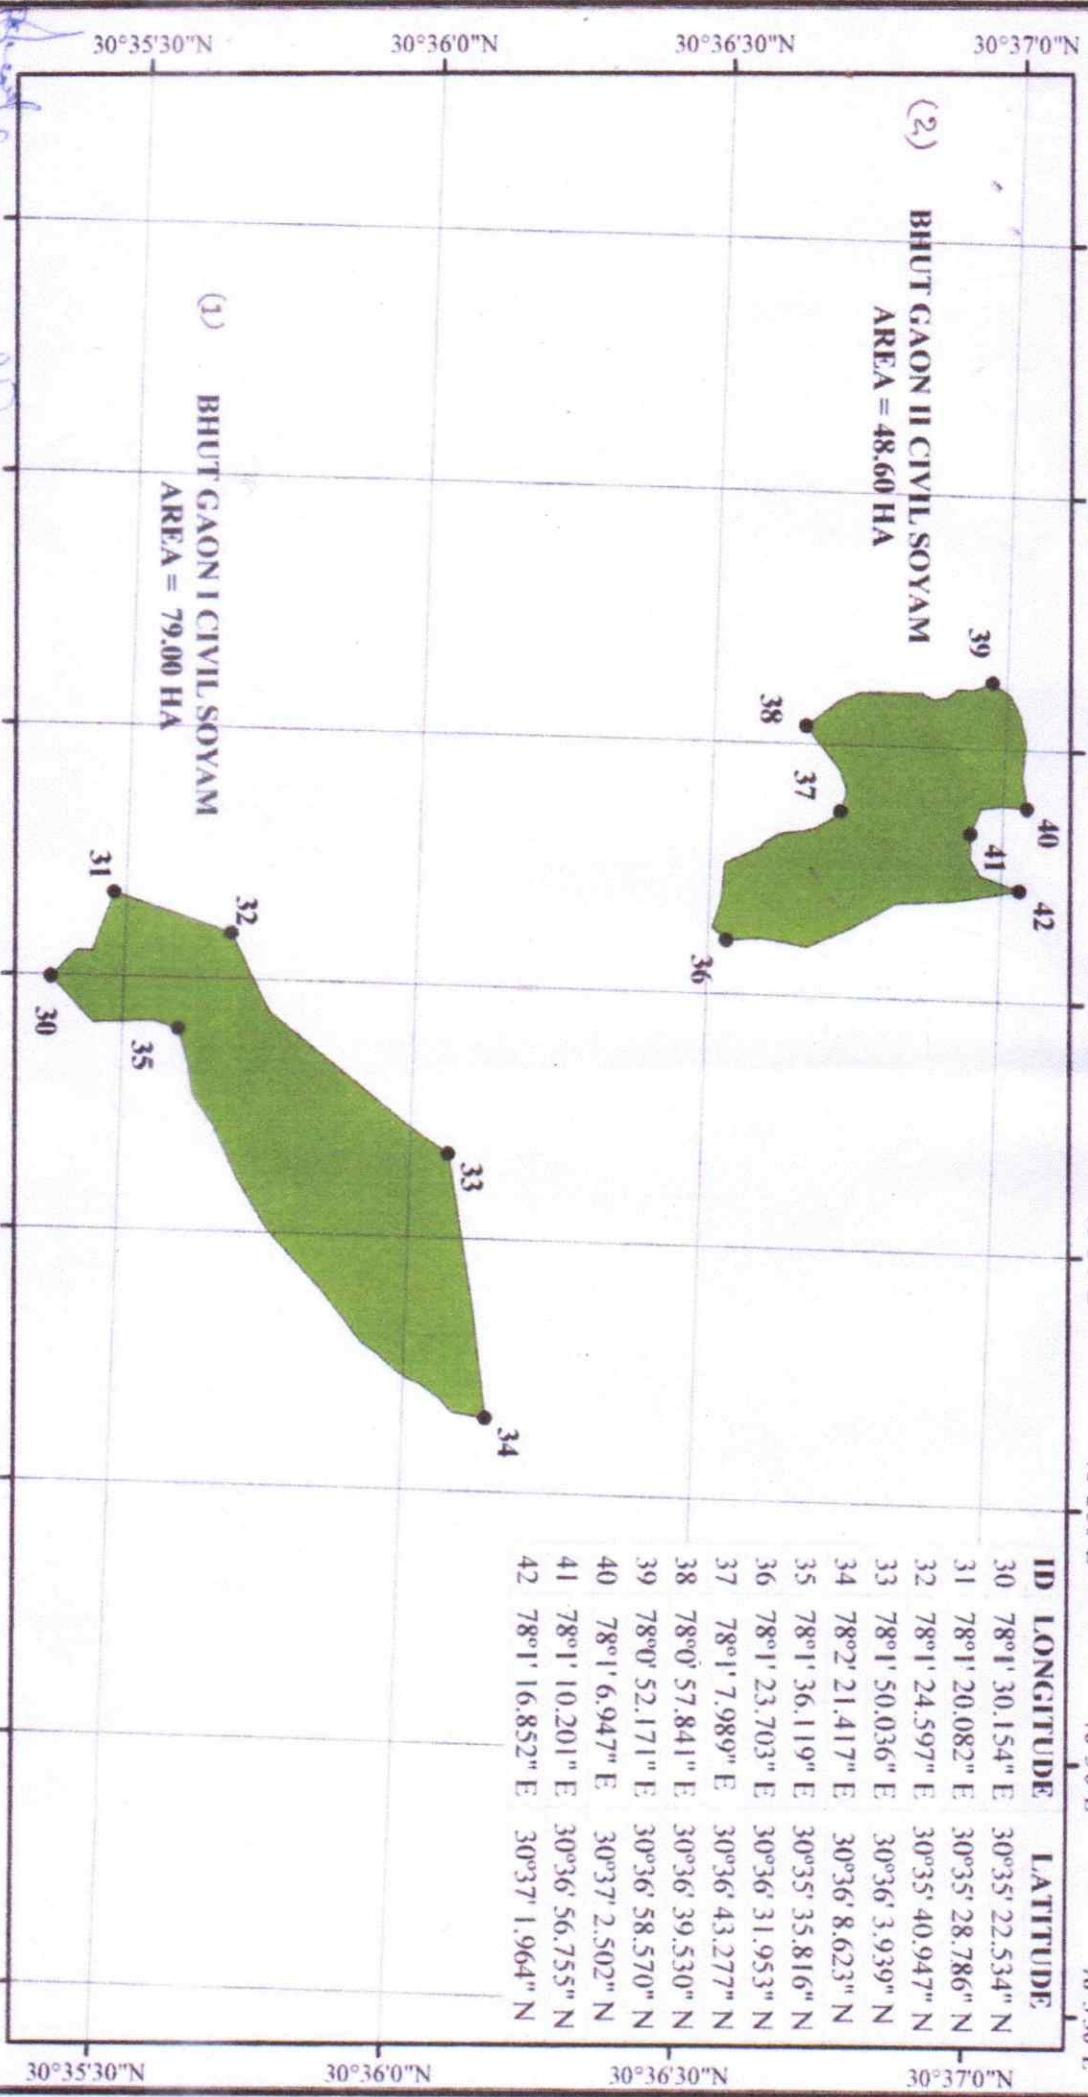 30°35'30"N
30°36'0"N
30°36'30"N
30°37'0"N
(2) BHUT GAON II CIVIL SOYAM
AREA = 48.60 HA
(1) BHUT GAON I CIVIL SOYAM
AREA = 79.00 HA
39
40
41
42
38
37
36
31
32
30
35
33
34
ID LONGITUDE LATITUDE
30 78°1' 30.154" E 30°35' 22.534" N
31 78°1' 20.082" E 30°35' 28.786" N
32 78°1' 24.597" E 30°35' 40.947" N
33 78°1' 50.036" E 30°36' 3.939" N
34 78°2' 21.417" E 30°36' 8.623" N
35 78°1' 36.119" E 30°35' 35.816" N
36 78°1' 23.703" E 30°36' 31.953" N
37 78°1' 7.989" E 30°36' 43.277" N
38 78°0' 57.841" E 30°36' 39.530" N
39 78°0' 52.171" E 30°36' 58.570" N
40 78°1' 6.947" E 30°37' 2.502" N
41 78°1' 10.201" E 30°36' 56.755" N
42 78°1' 16.852" E 30°37' 1.964" N
30°35'30"N
30°36'0"N
30°36'30"N
30°37'0"N